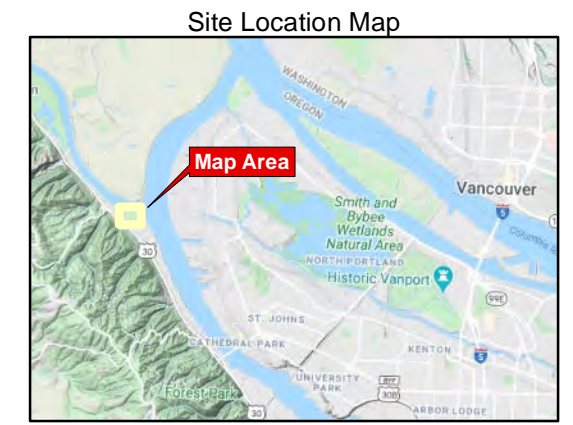 Site Location Map
WASHINGTON
OREGON
Map Area
Vancouver
Smith and
Bybee
Wetlands
Natural Area
5
30
NORTH PORTLAND
Historic Vanport
99E
ST. JOHNS
CATHEDRAL PARK
KENTON
5
UNIVERSITY
PARK
BYP
30B
Forest Park
30
ARBOR LODGE